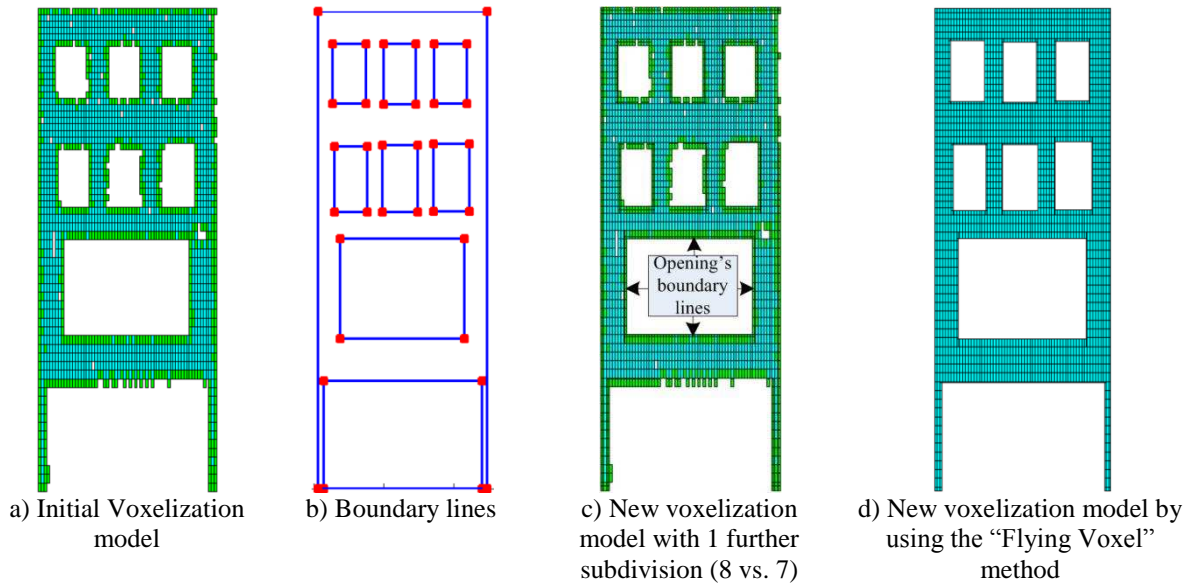 Opening's
boundary
lines
a) Initial Voxelization
model
b) Boundary lines
c) New voxelization
model with 1 further
subdivision (8 vs. 7)
d) New voxelization model by
using the “Flying Voxel”
method